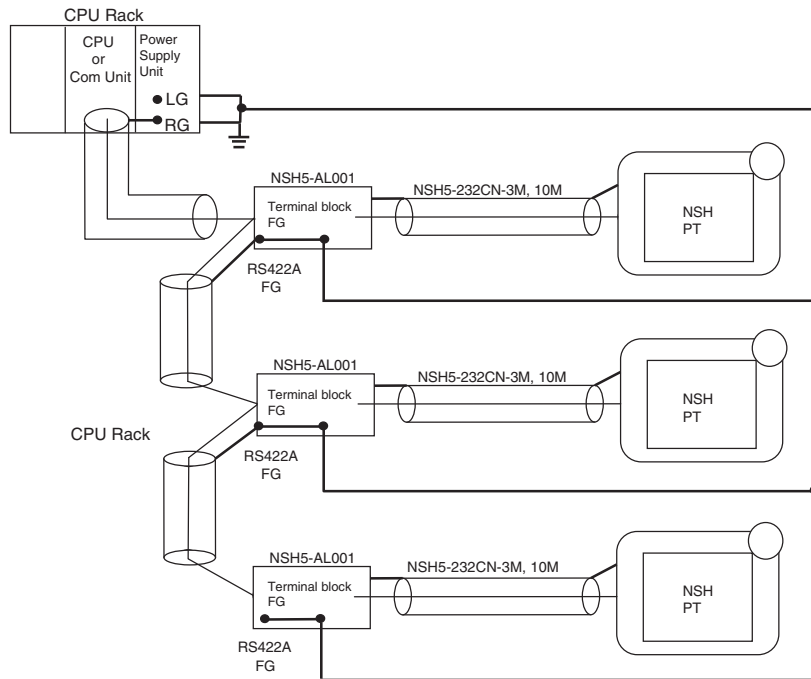 CPU Rack
CPU
or
Com Unit
Power
Supply
Unit
LG
RG
NSH5-AL001
Terminal block
FG
RS422A
FG
NSH5-232CN-3M, 10M
NSH
PT
NSH5-AL001
Terminal block
FG
RS422A
FG
NSH5-232CN-3M, 10M
NSH
PT
CPU Rack
NSH5-AL001
Terminal block
FG
RS422A
FG
NSH5-232CN-3M, 10M
NSH
PT